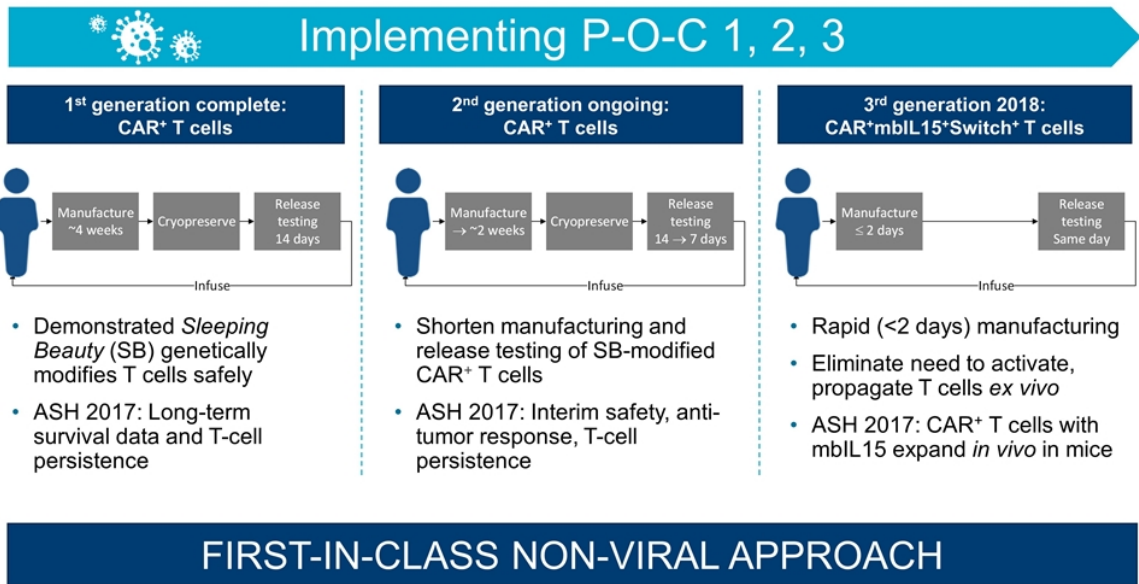 Implementing P-O-C 1, 2, 3
1st generation complete:
CAR+ T cells
Manufacture
~4 weeks
Cryopreserve
Release
testing
14 days
Infuse
• Demonstrated Sleeping
Beauty (SB) genetically
modifies T cells safely
• ASH 2017: Long-term
survival data and T-cell
persistence
2nd generation ongoing:
CAR+ T cells
Manufacture
→ ~2 weeks
Cryopreserve
Release
testing
14 → 7 days
Infuse
• Shorten manufacturing and
release testing of SB-modified
CAR+ T cells
• ASH 2017: Interim safety, anti-
tumor response, T-cell
persistence
3rd generation 2018:
CAR+mbIL15+Switch+ T cells
Manufacture
≤ 2 days
Release
testing
Same day
Infuse
• Rapid (<2 days) manufacturing
• Eliminate need to activate,
propagate T cells ex vivo
• ASH 2017: CAR+ T cells with
mbIL15 expand in vivo in mice
FIRST-IN-CLASS NON-VIRAL APPROACH